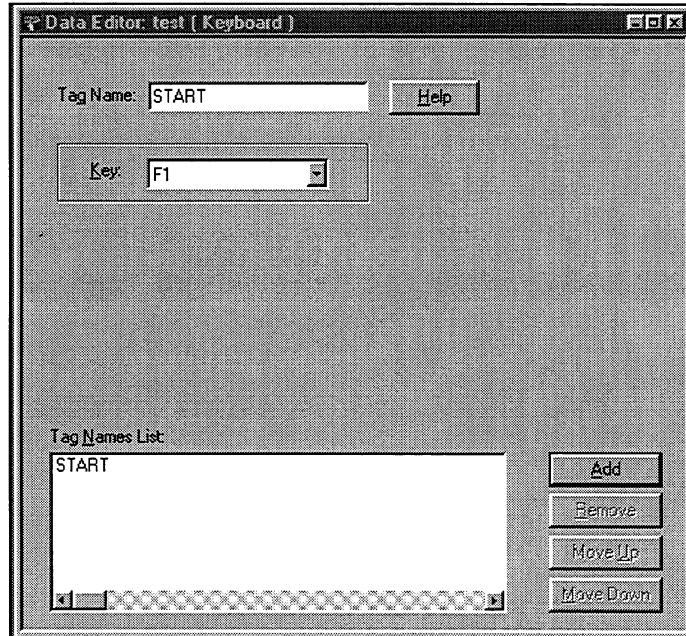 Data Editor: test ( Keyboard )
Tag Name: START Help
Key: F1
Tag Names List:
START
Add
Remove
Move Up
Move Down